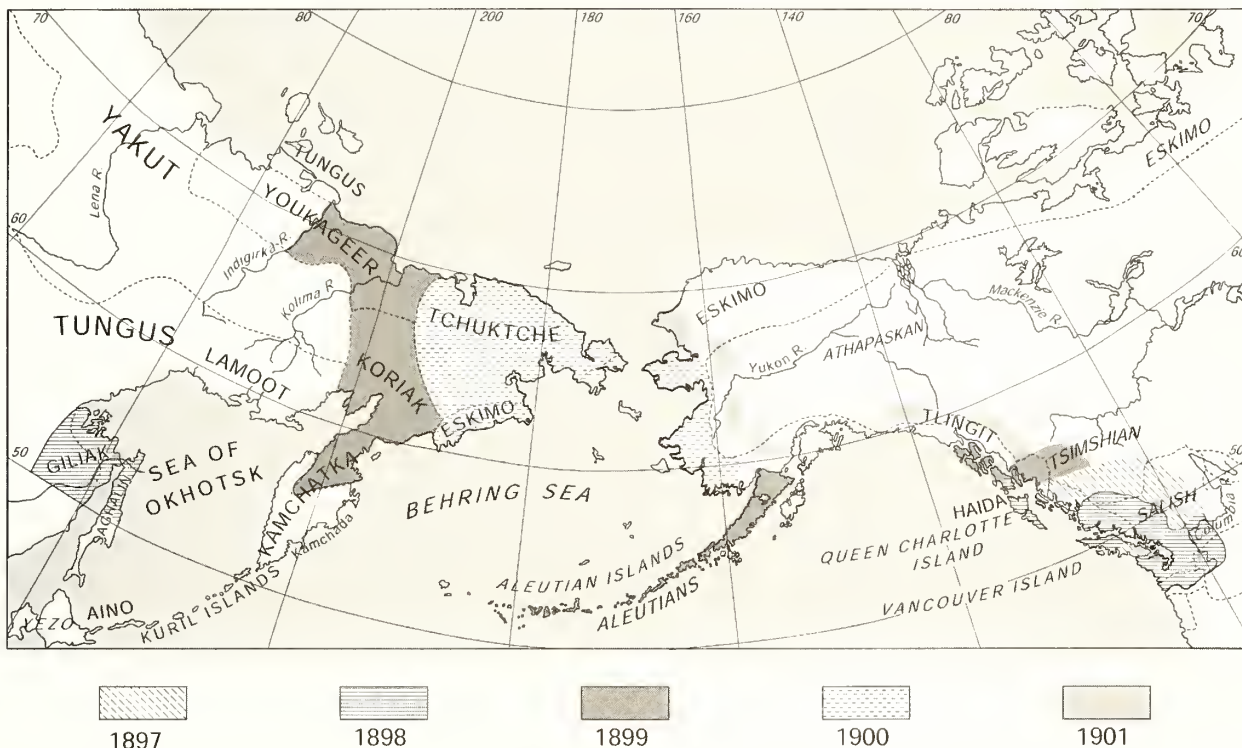 70
80
200
180
160
140
80
70
YAKUT
TUNGUS
ESKIMO
Lena R
YOUKAGEER
60
Indigirka R.
Kolima R
ESKIMO
60
TCHUKTCHE
Mackenzie R.
TUNGUS
ATHAPASKAN
Yukon R.
LAMOOT
KORIAK
ESKIMO
TLINGIT
GILIAK
50
SEA OF
OKHOTSK
TSIMSHIAN
50
SAGHALIN
KAMCHATKA
BEHRING SEA
HAIDA
SALISH
Columbia R.
Kamchadals
QUEEN CHARLOTTE
ISLAND
ALEUTIAN ISLANDS
VANCOUVER ISLAND
ALEUTIANS
AINO
KURIL ISLANDS
YEZO
1897
1898
1899
1900
1901